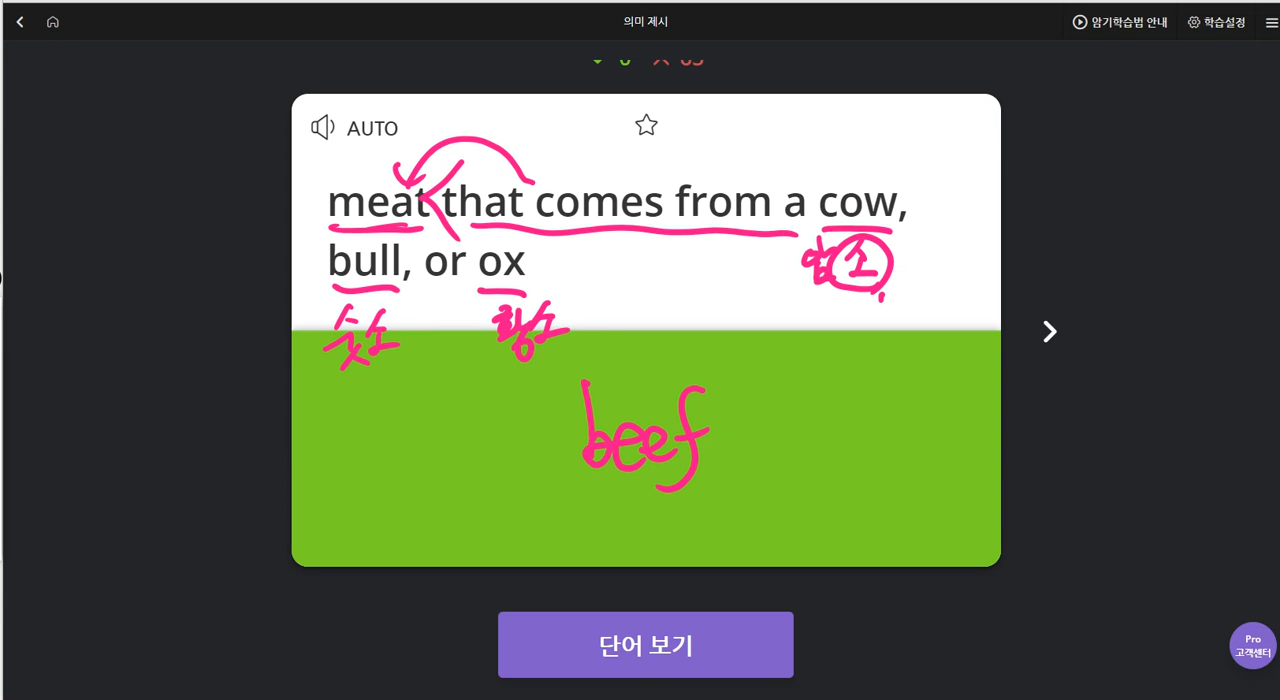 의미 제시
암기학습법 안내
학습설정
AUTO
meat that comes from a cow,
bull, or ox
암소
숫소
황소
beef
단어 보기
Pro
고객센터